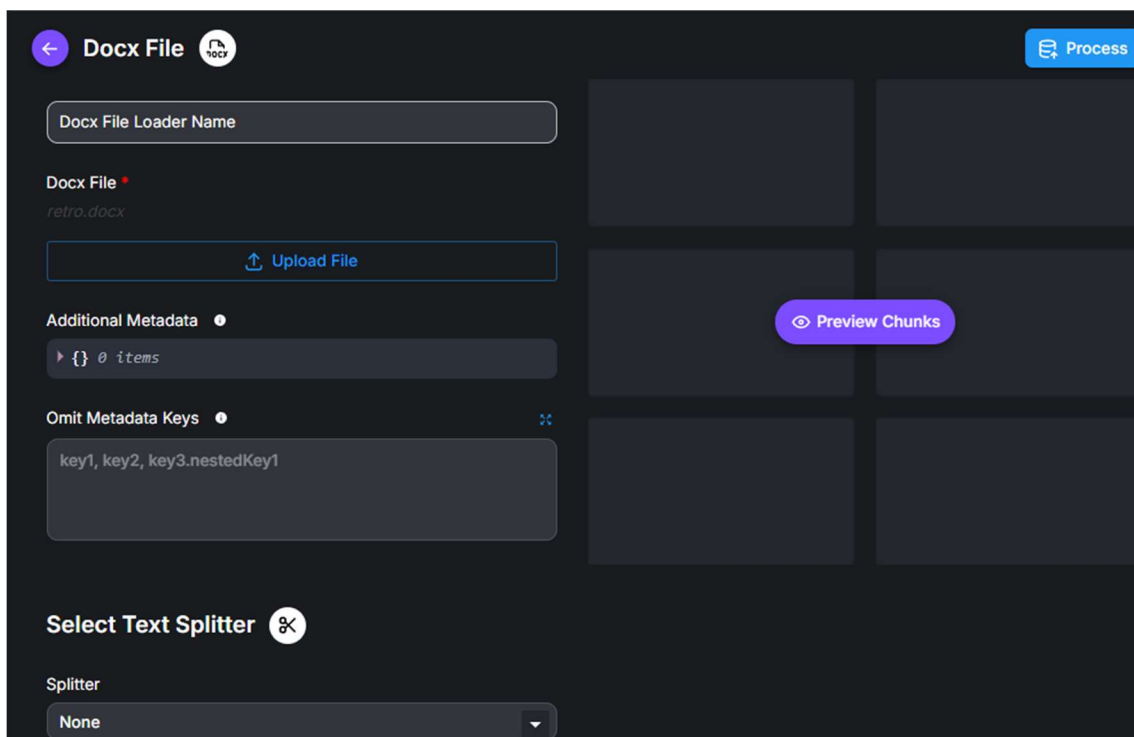 Docx File
DOCX
Process
Docx File Loader Name
Docx File *
retro.docx
Upload File
Additional Metadata
{} 0 items
Preview Chunks
Omit Metadata Keys
key1, key2, key3.nestedKey1
Select Text Splitter
Splitter
None